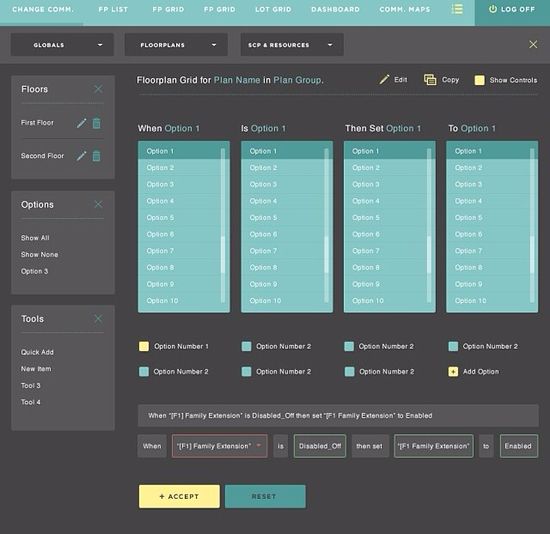 CHANGE COMM. FP LIST FP GRID FP GRID LOT GRID DASHBOARD COMM. MAPS LOG OFF
GLOBALS FLOORPLANS SCP & RESOURCES
Floors
First Floor
Second Floor
Options
Show All
Show None
Option 3
Tools
Quick Add
New Item
Tool 3
Tool 4
Floorplan Grid for Plan Name in Plan Group. Edit Copy Show Controls
When Option 1 Is Option 1 Then Set Option 1 To Option 1
Option 1 Option 1 Option 1 Option 1
Option 2 Option 2 Option 2 Option 2
Option 3 Option 3 Option 3 Option 3
Option 4 Option 4 Option 4 Option 4
Option 5 Option 5 Option 5 Option 5
Option 6 Option 6 Option 6 Option 6
Option 7 Option 7 Option 7 Option 7
Option 8 Option 8 Option 8 Option 8
Option 9 Option 9 Option 9 Option 9
Option 10 Option 10 Option 10 Option 10
Option Number 1 Option Number 2 Option Number 2 Option Number 2
Option Number 2 Option Number 2 Option Number 2 + Add Option
When "[F1] Family Extension" is Disabled_Off then set "[F1 Family Extension" to Enabled
When "[F1] Family Extension" is Disabled_Off then set "[F1 Family Extension" to Enabled
+ ACCEPT RESET